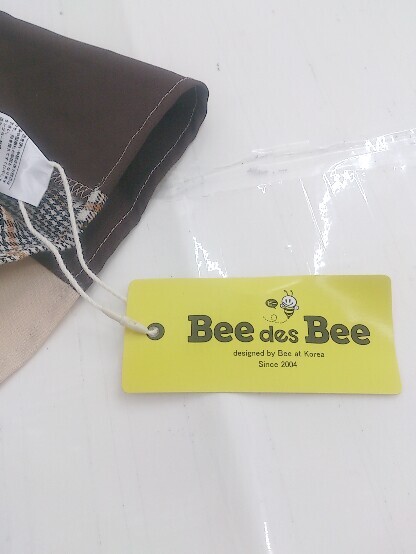 Bee des Bee
designed by Bee at Korea
Since 2004